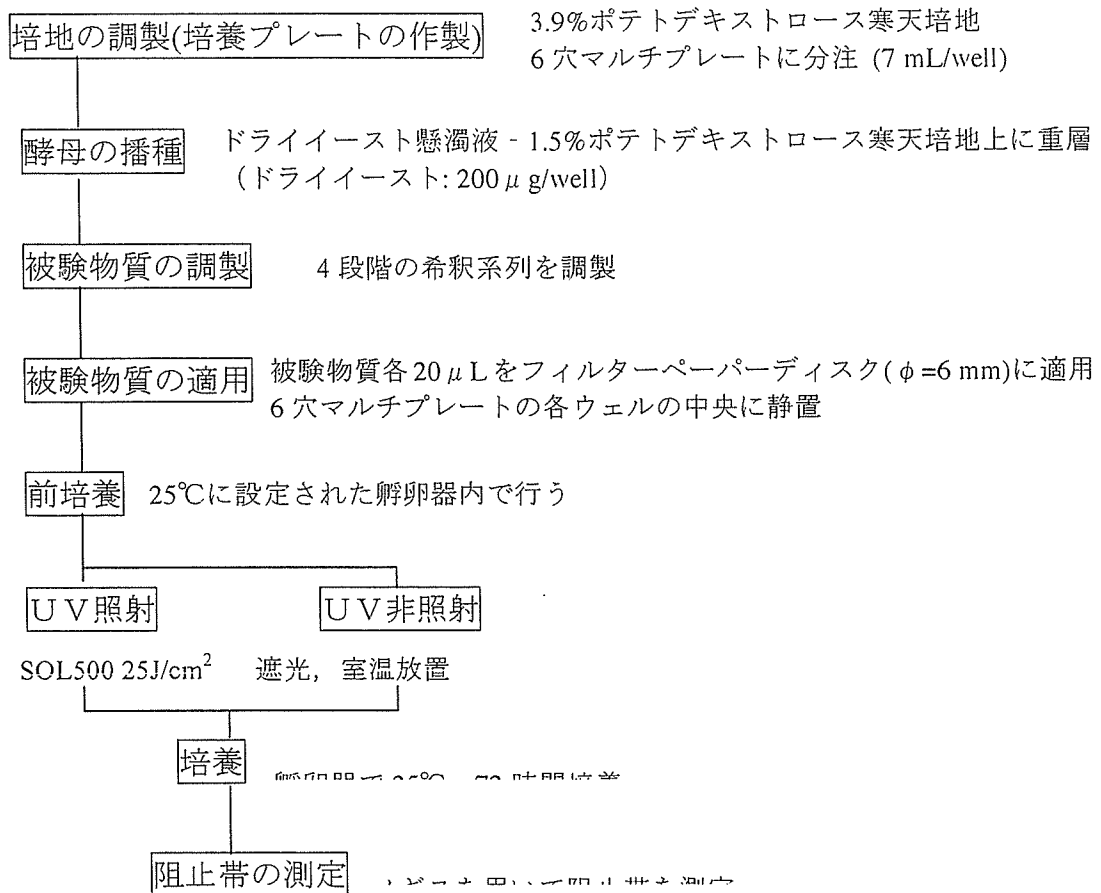 培地の調製(培養プレートの作製)
3.9%ポテトデキストロース寒天培地
6穴マルチプレートに分注 (7 mL/well)
酵母の播種
ドライイースト懸濁液 - 1.5%ポテトデキストロース寒天培地上に重層
(ドライイースト: 200μg/well)
被験物質の調製
4段階の希釈系列を調製
被験物質の適用
被験物質各20μLをフィルターペーパーディスク(φ=6 mm)に適用
6穴マルチプレートの各ウェルの中央に静置
前培養
25℃に設定された孵卵器内で行う
UV照射
UV非照射
SOL500 25J/cm²
遮光, 室温放置
培養
阻止帯の測定